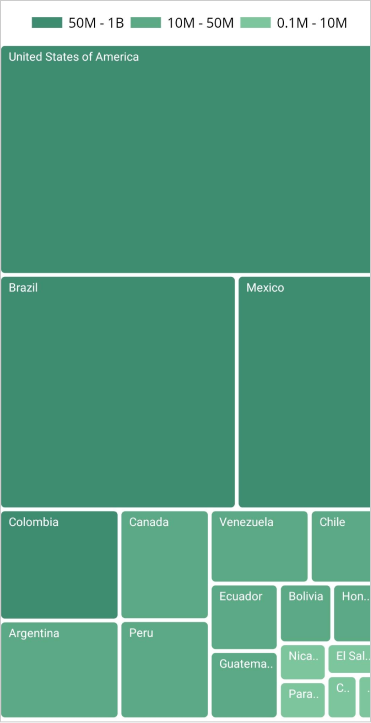 50M - 1B 10M - 50M 0.1M - 10M
United States of America
Brazil Mexico
Colombia Canada Venezuela Chile
Ecuador Bolivia Hon..
Argentina Peru
Guatema.. Nica.. El Sal..
Para.. C.. .